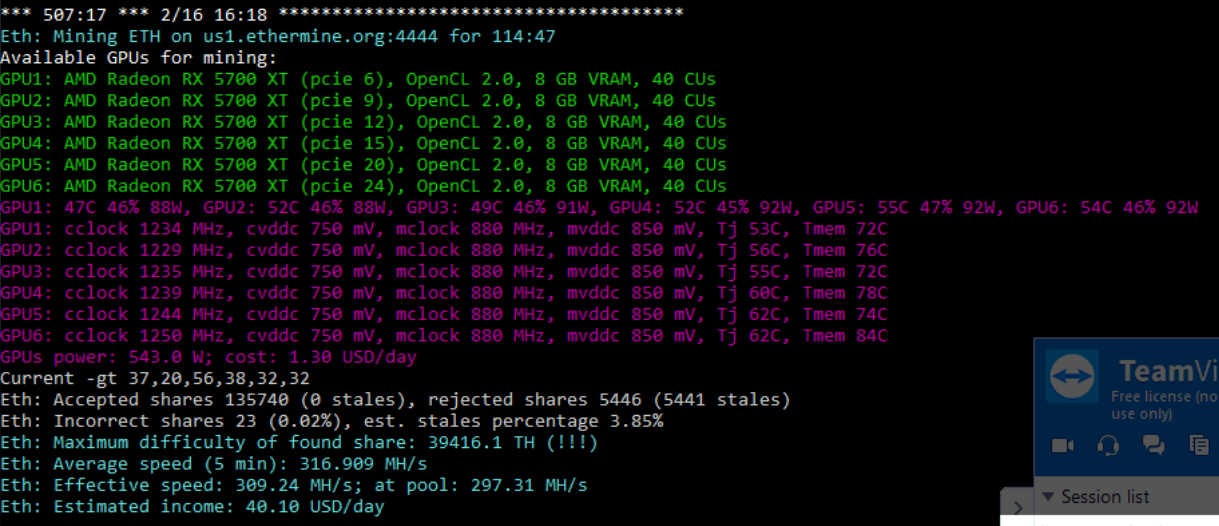 *** 507:17 *** 2/16 16:18 **************************************
Eth: Mining ETH on us1.ethermine.org:4444 for 114:47
Available GPUs for mining:
GPU1: AMD Radeon RX 5700 XT (pcie 6), OpenCL 2.0, 8 GB VRAM, 40 CUs
GPU2: AMD Radeon RX 5700 XT (pcie 9), OpenCL 2.0, 8 GB VRAM, 40 CUs
GPU3: AMD Radeon RX 5700 XT (pcie 12), OpenCL 2.0, 8 GB VRAM, 40 CUs
GPU4: AMD Radeon RX 5700 XT (pcie 15), OpenCL 2.0, 8 GB VRAM, 40 CUs
GPU5: AMD Radeon RX 5700 XT (pcie 20), OpenCL 2.0, 8 GB VRAM, 40 CUs
GPU6: AMD Radeon RX 5700 XT (pcie 24), OpenCL 2.0, 8 GB VRAM, 40 CUs
GPU1: 47C 46% 88W, GPU2: 52C 46% 88W, GPU3: 49C 46% 91W, GPU4: 52C 45% 92W, GPU5: 55C 47% 92W, GPU6: 54C 46% 92W
GPU1: cclock 1234 MHz, cvddc 750 mV, mclock 880 MHz, mvddc 850 mV, Tj 53C, Tmem 72C
GPU2: cclock 1229 MHz, cvddc 750 mV, mclock 880 MHz, mvddc 850 mV, Tj 56C, Tmem 76C
GPU3: cclock 1235 MHz, cvddc 750 mV, mclock 880 MHz, mvddc 850 mV, Tj 55C, Tmem 72C
GPU4: cclock 1239 MHz, cvddc 750 mV, mclock 880 MHz, mvddc 850 mV, Tj 60C, Tmem 78C
GPU5: cclock 1244 MHz, cvddc 750 mV, mclock 880 MHz, mvddc 850 mV, Tj 62C, Tmem 74C
GPU6: cclock 1250 MHz, cvddc 750 mV, mclock 880 MHz, mvddc 850 mV, Tj 62C, Tmem 84C
GPUs power: 543.0 W; cost: 1.30 USD/day
Current -gt 37,20,56,38,32,32
Eth: Accepted shares 135740 (0 stales), rejected shares 5446 (5441 stales)
Eth: Incorrect shares 23 (0.02%), est. stales percentage 3.85%
Eth: Maximum difficulty of found share: 39416.1 TH (!!!)
Eth: Average speed (5 min): 316.909 MH/s
Eth: Effective speed: 309.24 MH/s; at pool: 297.31 MH/s
Eth: Estimated income: 40.10 USD/day
TeamVi
Free license (no
use only)
Session list